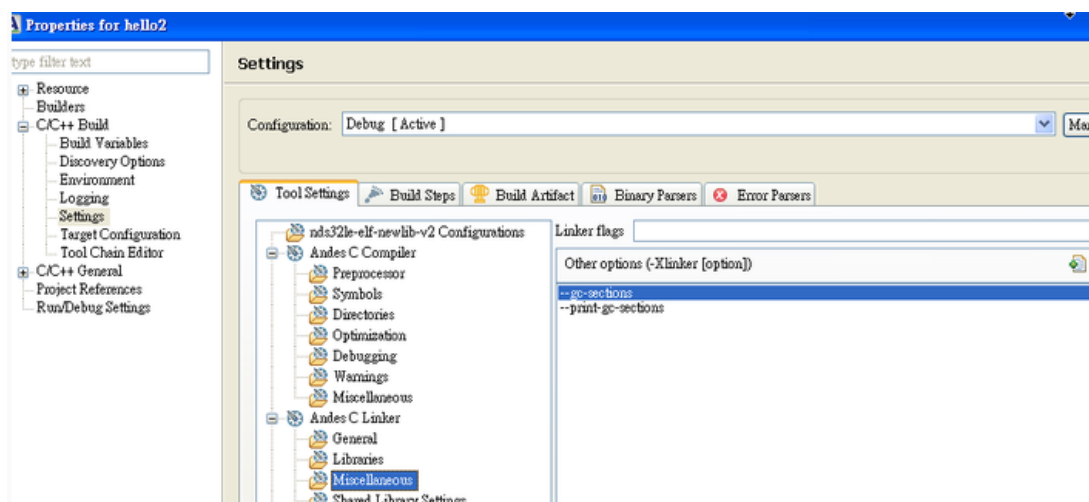 Properties for hello2
type filter text
Resource
Builders
C/C++ Build
Build Variables
Discovery Options
Environment
Logging
Settings
Target Configuration
Tool Chain Editor
C/C++ General
Project References
Run/Debug Settings
Settings
Configuration: Debug [ Active ]
Tool Settings Build Steps Build Artifact Binary Parsers Error Parsers
nds32le-elf-newlib-v2 Configurations
Andes C Compiler
Preprocessor
Symbols
Directories
Optimization
Debugging
Warnings
Miscellaneous
Andes C Linker
General
Libraries
Miscellaneous
Shared Library Settings
Linker flags
Other options (-Xlinker [option])
--gc-sections
--print-gc-sections